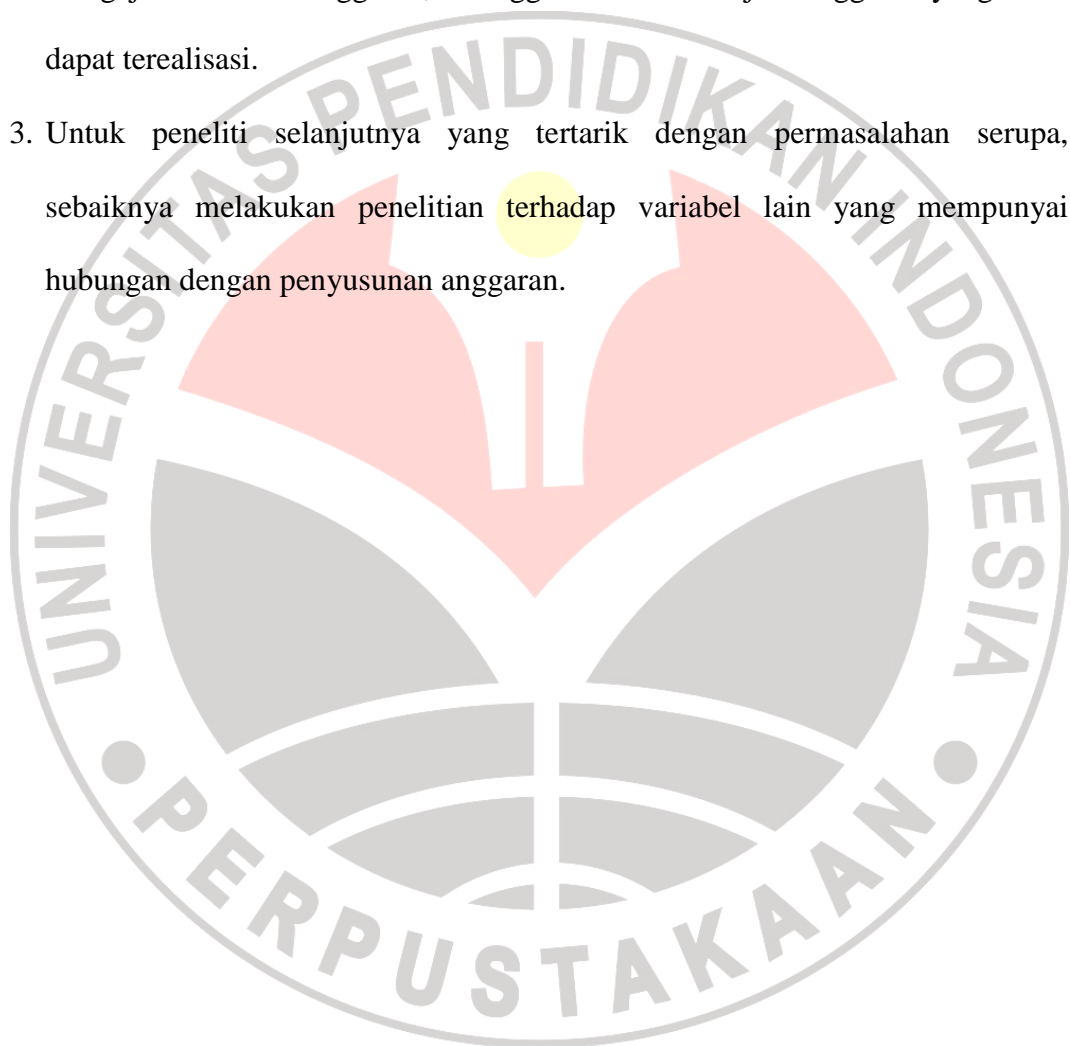 dapat terealisasi.
3. Untuk peneliti selanjutnya yang tertarik dengan permasalahan serupa,
sebaiknya melakukan penelitian terhadap variabel lain yang mempunyai
hubungan dengan penyusunan anggaran.
UNIVERSITAS PENDIDIKAN INDONESIA
PERPUSTAKAAN